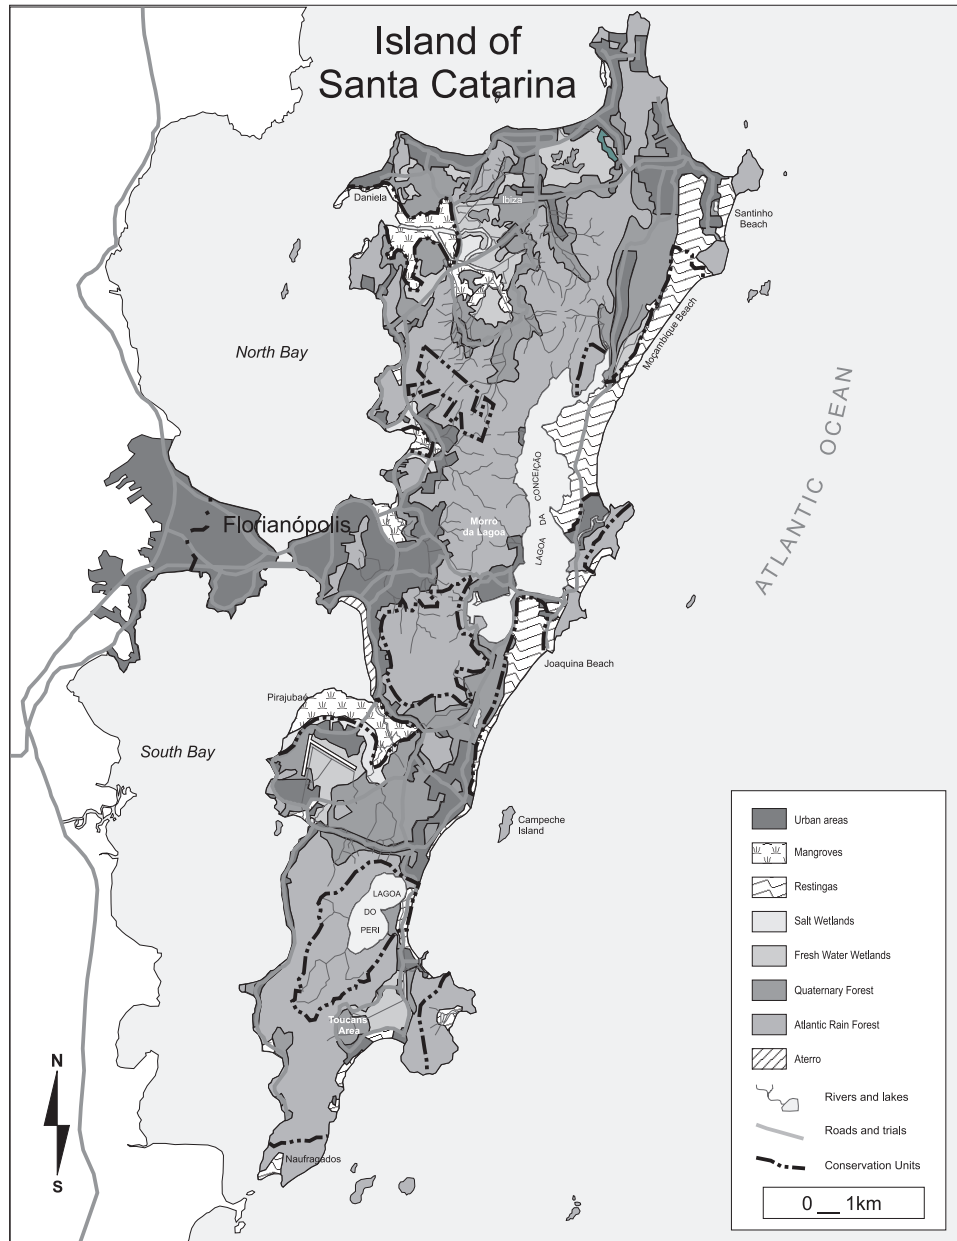 Island of
Santa Catarina
Daniela
Ibiza
Santinho
Beach
Moçambique Beach
North Bay
ATLANTIC OCEAN
LAGOA DA CONCEIÇÃO
Florianópolis
Morro
da Lagoa
Joaquina Beach
Pirajubaé
South Bay
Campeche
Island
LAGOA
DO
PERI
Toucans
Area
Naufragados
N
S
Urban areas
Mangroves
Restingas
Salt Wetlands
Fresh Water Wetlands
Quaternary Forest
Atlantic Rain Forest
Aterro
Rivers and lakes
Roads and trials
Conservation Units
0 1km